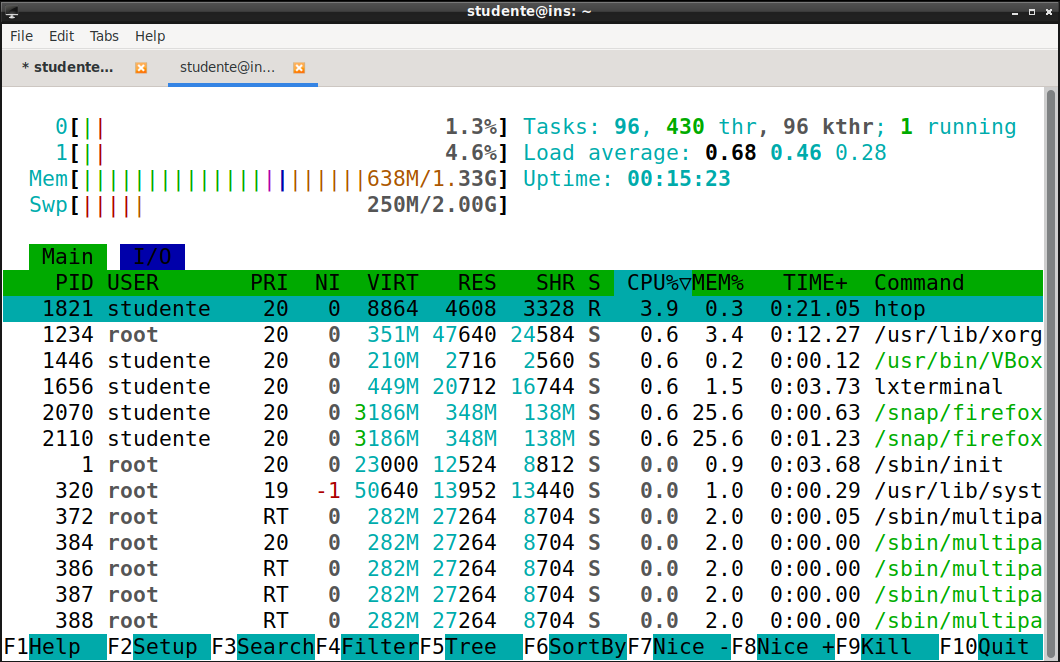 studente@ins: ~
File Edit Tabs Help
* studente... studente@in...
0[|| 1.3%] Tasks: 96, 430 thr, 96 kthr; 1 running
1[|| 4.6%] Load average: 0.68 0.46 0.28
Mem[||||||||||||||||||||||638M/1.33G] Uptime: 00:15:23
Swp[||||| 250M/2.00G]
Main I/O
PID USER PRI NI VIRT RES SHR S CPU%▽MEM% TIME+ Command
1821 studente 20 0 8864 4608 3328 R 3.9 0.3 0:21.05 htop
1234 root 20 0 351M 47640 24584 S 0.6 3.4 0:12.27 /usr/lib/xorg
1446 studente 20 0 210M 2716 2560 S 0.6 0.2 0:00.12 /usr/bin/VBox
1656 studente 20 0 449M 20712 16744 S 0.6 1.5 0:03.73 lxterminal
2070 studente 20 0 3186M 348M 138M S 0.6 25.6 0:00.63 /snap/firefox
2110 studente 20 0 3186M 348M 138M S 0.6 25.6 0:01.23 /snap/firefox
1 root 20 0 23000 12524 8812 S 0.0 0.9 0:03.68 /sbin/init
320 root 19 -1 50640 13952 13440 S 0.0 1.0 0:00.29 /usr/lib/syst
372 root RT 0 282M 27264 8704 S 0.0 2.0 0:00.05 /sbin/multipa
384 root 20 0 282M 27264 8704 S 0.0 2.0 0:00.00 /sbin/multipa
386 root RT 0 282M 27264 8704 S 0.0 2.0 0:00.00 /sbin/multipa
387 root RT 0 282M 27264 8704 S 0.0 2.0 0:00.00 /sbin/multipa
388 root RT 0 282M 27264 8704 S 0.0 2.0 0:00.00 /sbin/multipa
F1Help F2Setup F3SearchF4FilterF5Tree F6SortByF7Nice -F8Nice +F9Kill F10Quit